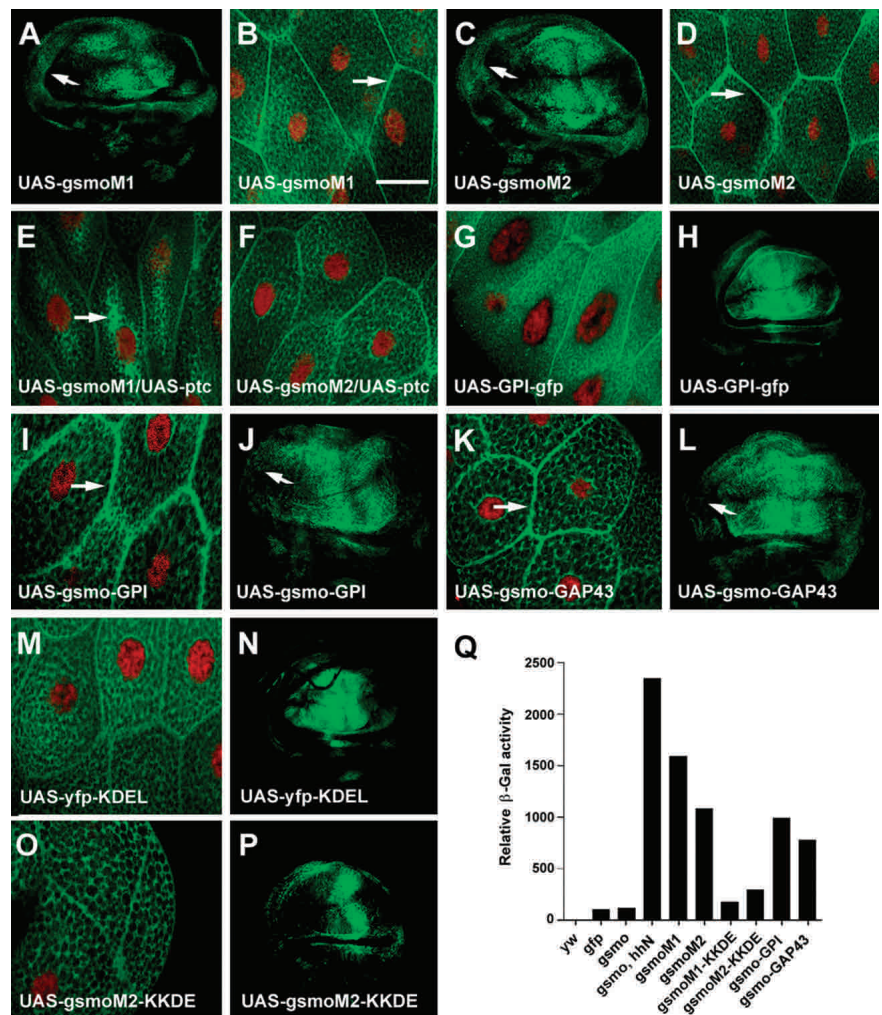 A
UAS-gsmoM1
B
UAS-gsmoM1
C
UAS-gsmoM2
D
UAS-gsmoM2
E
UAS-gsmoM1/UAS-ptc
F
UAS-gsmoM2/UAS-ptc
G
UAS-GPI-gfp
H
UAS-GPI-gfp
I
UAS-gsmo-GPI
J
UAS-gsmo-GPI
K
UAS-gsmo-GAP43
L
UAS-gsmo-GAP43
M
UAS-yfp-KDEL
N
UAS-yfp-KDEL
O
UAS-gsmoM2-KKDE
P
UAS-gsmoM2-KKDE
Q
Relative β-Gal activity
2500
2000
1500
1000
500
0
yw
gfp
gsmo
gsmo, hhN
gsmoM1
gsmoM2
gsmoM1-KKDE
gsmoM2-KKDE
gsmo-GPI
gsmo-GAP43